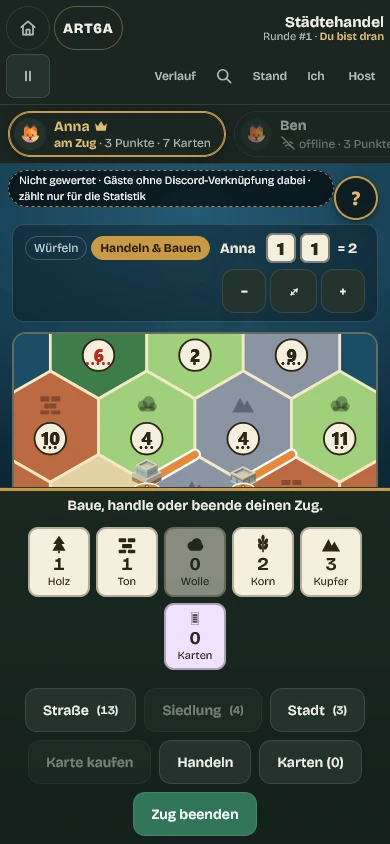 ART6A
Städtehandel
Runde #1 · Du bist dran
Verlauf
Stand
Ich
Host
Anna
am Zug · 3 Punkte · 7 Karten
Ben
offline · 3 Punkte
Nicht gewertet · Gäste ohne Discord-Verknüpfung dabei ·
zählt nur für die Statistik
?
Würfeln
Handeln & Bauen
Anna
1
1
= 2
−
+
6
2
9
10
4
4
11
Baue, handle oder beende deinen Zug.
1
Holz
1
Ton
0
Wolle
2
Korn
3
Kupfer
0
Karten
Straße (13)
Siedlung (4)
Stadt (3)
Karte kaufen
Handeln
Karten (0)
Zug beenden